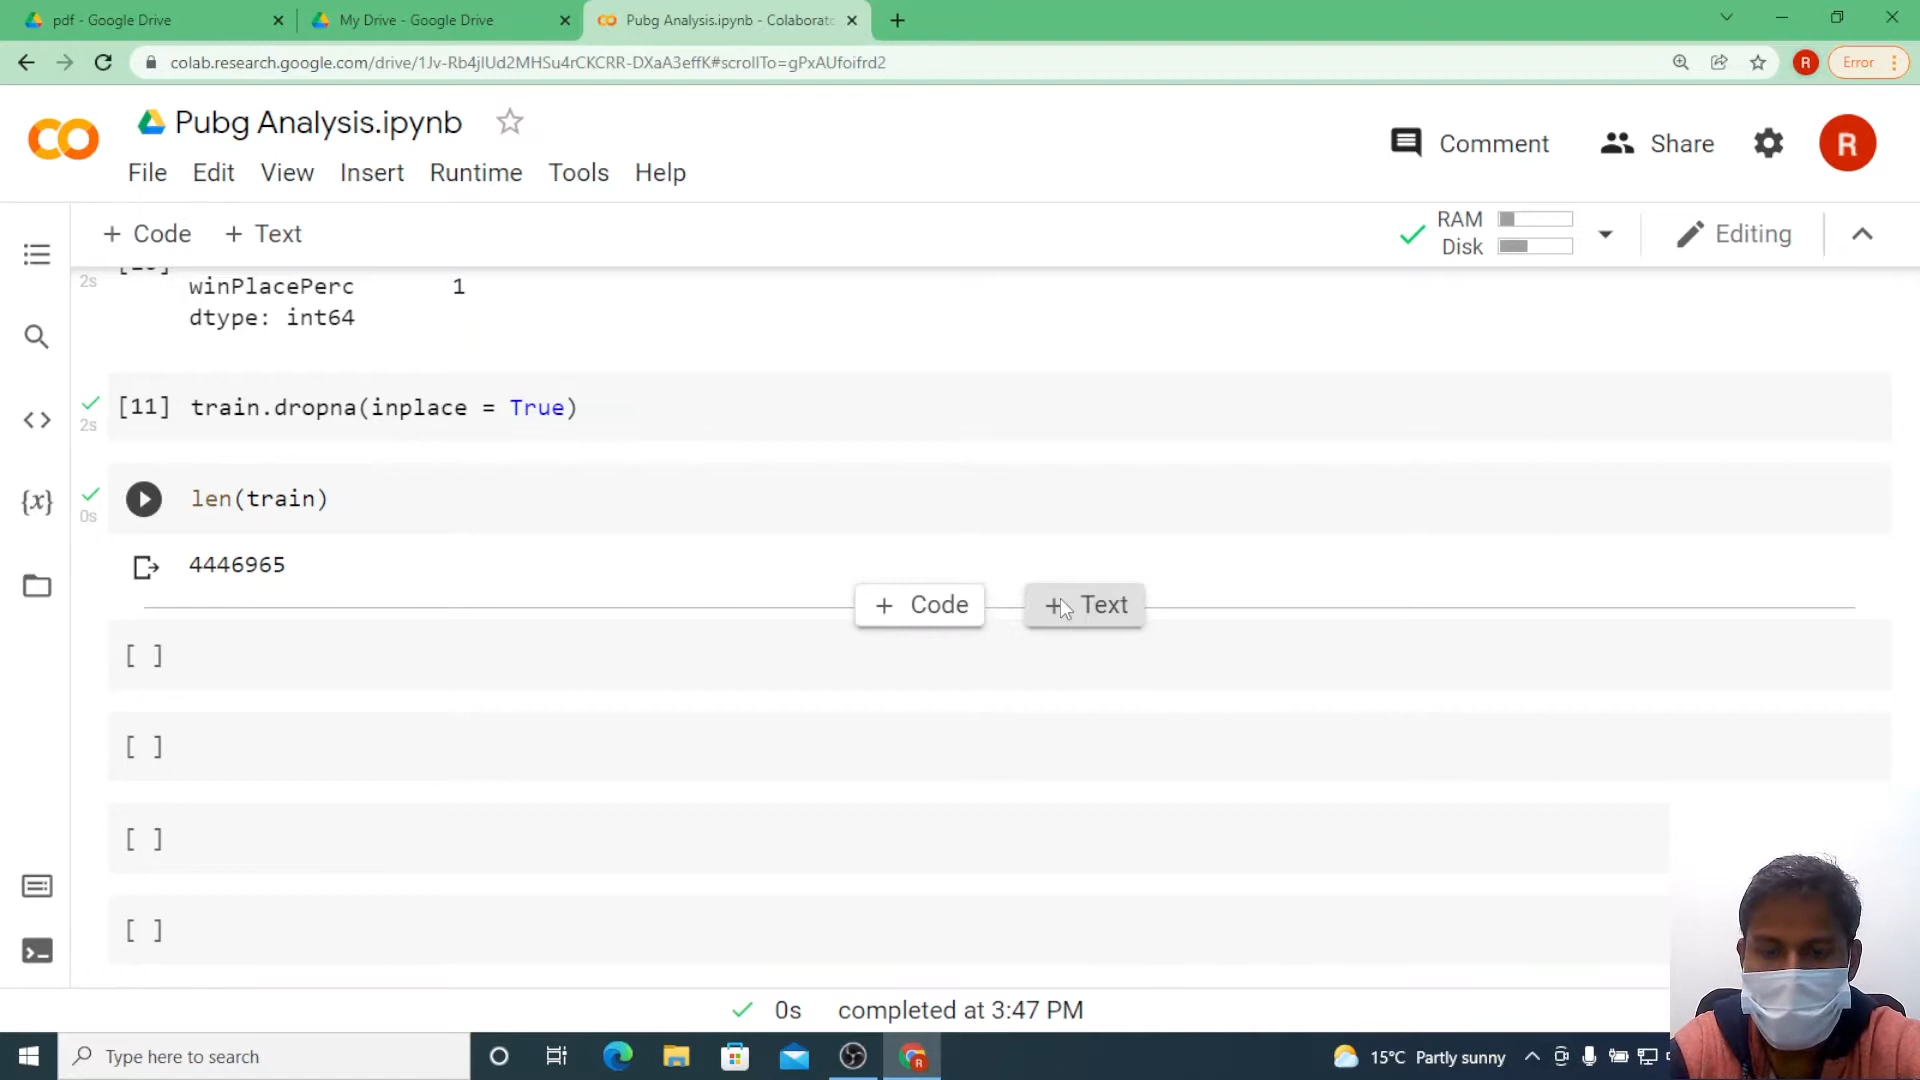 pdf - Google Drive
My Drive - Google Drive
Pubg Analysis.ipynb - Colaborat
colab.research.google.com/drive/1Jv-Rb4jlUd2MHSu4rCKCRR-DXaA3effK#scrollTo=gPxAUfoifrd2
R
Error
Pubg Analysis.ipynb
Comment
Share
R
File Edit View Insert Runtime Tools Help
+ Code + Text
RAM
Disk
Editing
2s
winPlacePerc 1
dtype: int64
[11] train.dropna(inplace = True)
2s
len(train)
0s
4446965
+ Code + Text
[ ]
[ ]
[ ]
[ ]
0s completed at 3:47 PM
Type here to search
15°C Partly sunny